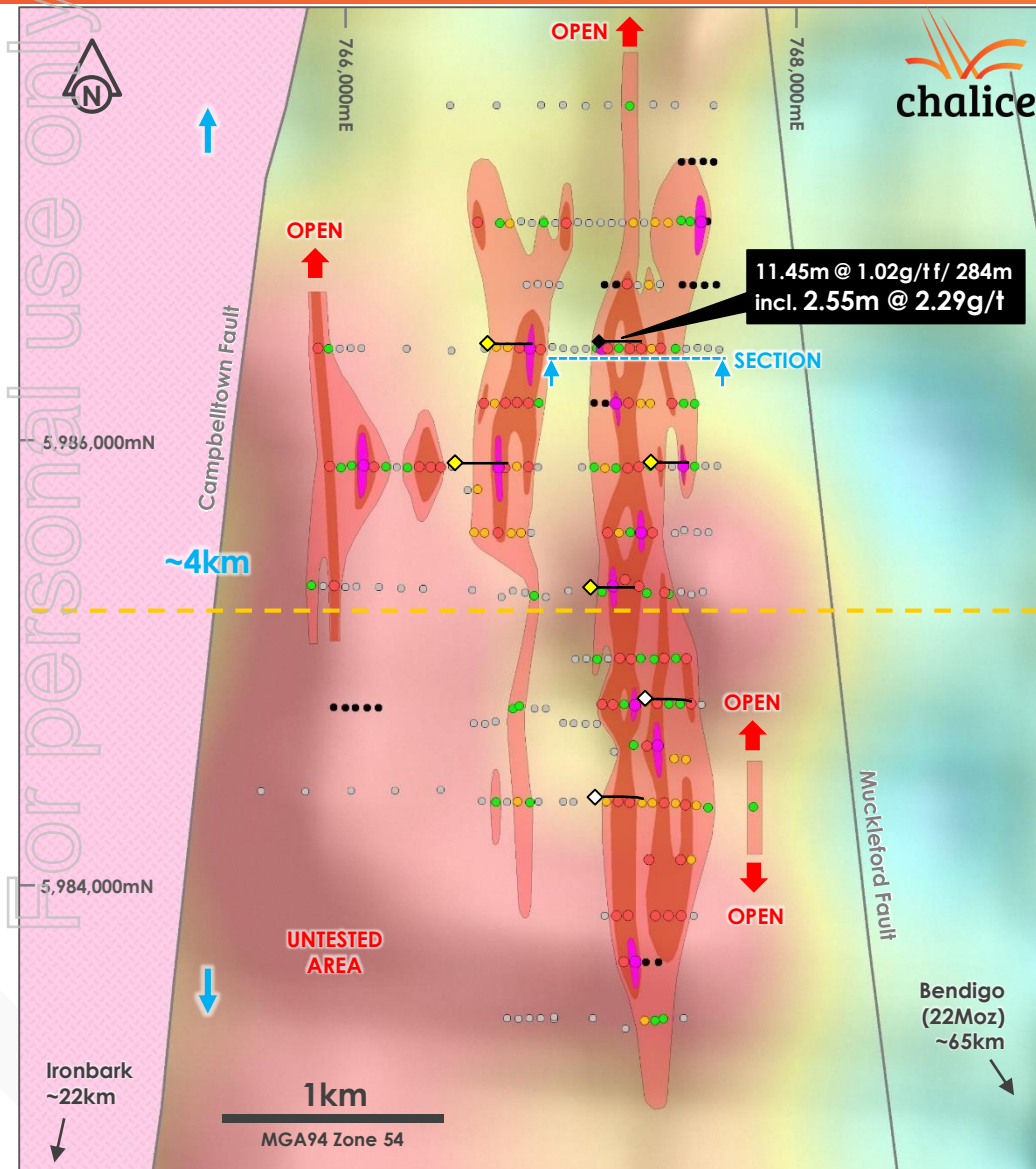 For personal use only
OPEN
766,000mE
768,000mE
chalice
N
OPEN
11.45m @ 1.02g/t f/ 284m
incl. 2.55m @ 2.29g/t
SECTION
Campbelltown Fault
5,986,000mN
~4km
OPEN
Muckleford Fault
5,984,000mN
OPEN
UNTESTED
AREA
Bendigo
(22Moz)
~65km
Ironbark
~22km
1km
MGA94 Zone 54